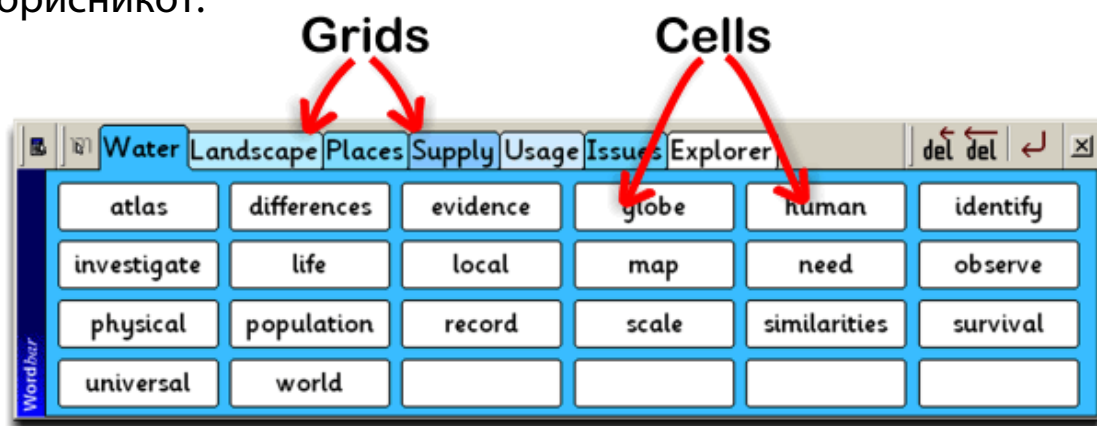 орисникот.
Grids Cells
Water Landscape Places Supply Usage Issues Explorer del del
atlas differences evidence globe human identify
investigate life local map need observe
physical population record scale similarities survival
universal world
Wordbar